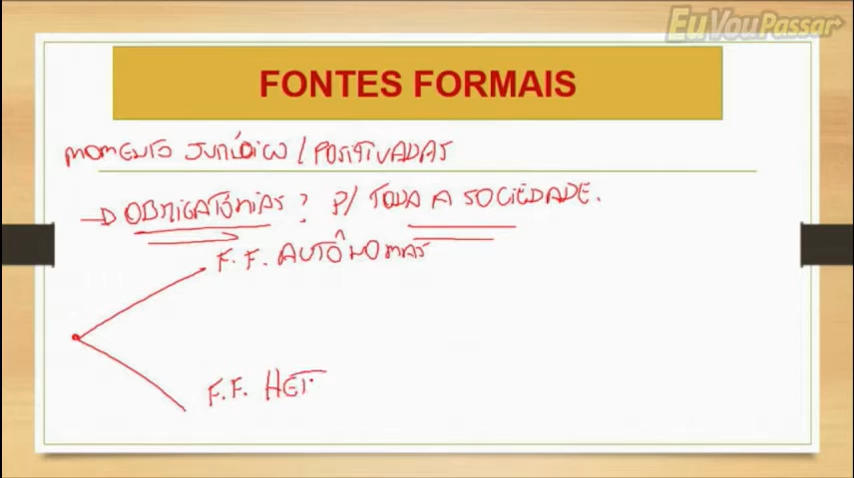 EuVouPassar
FONTES FORMAIS
MOMENTO JURÍDICO / POSITIVADAS
→ OBRIGATÓRIAS? P/ TODA A SOCIEDADE.
F.F. AUTÔNOMAS
F.F. HET